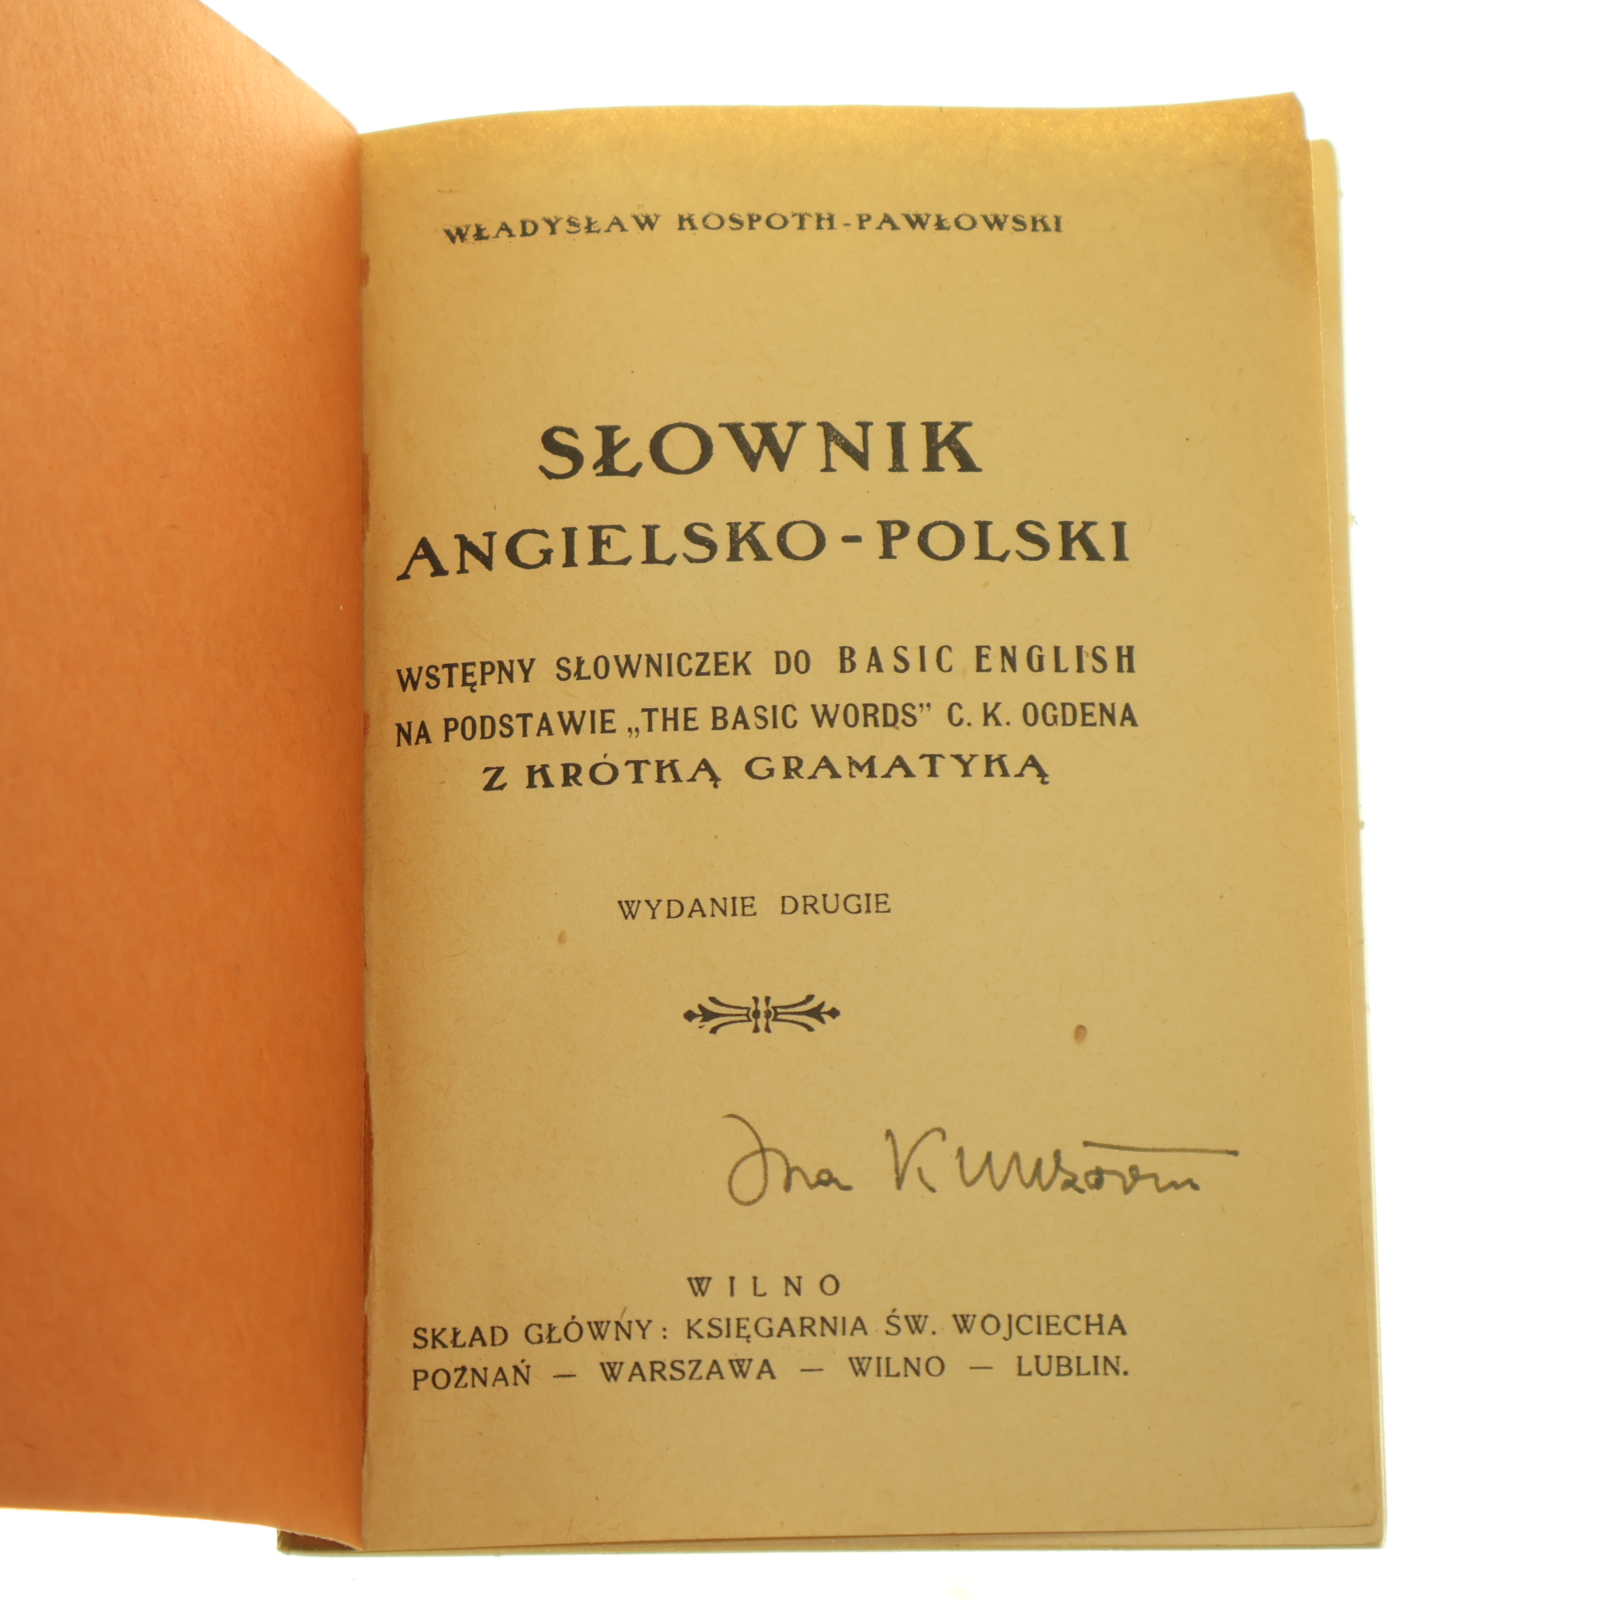 WŁADYSŁAW KOSPOTH-PAWŁOWSKI
SŁOWNIK
ANGIELSKO-POLSKI
WSTĘPNY SŁOWNICZEK DO BASIC ENGLISH
NA PODSTAWIE „THE BASIC WORDS” C. K. OGDENA
Z KRÓTKĄ GRAMATYKĄ
WYDANIE DRUGIE
WILNO
SKŁAD GŁÓWNY: KSIĘGARNIA ŚW. WOJCIECHA
POZNAŃ — WARSZAWA — WILNO — LUBLIN.